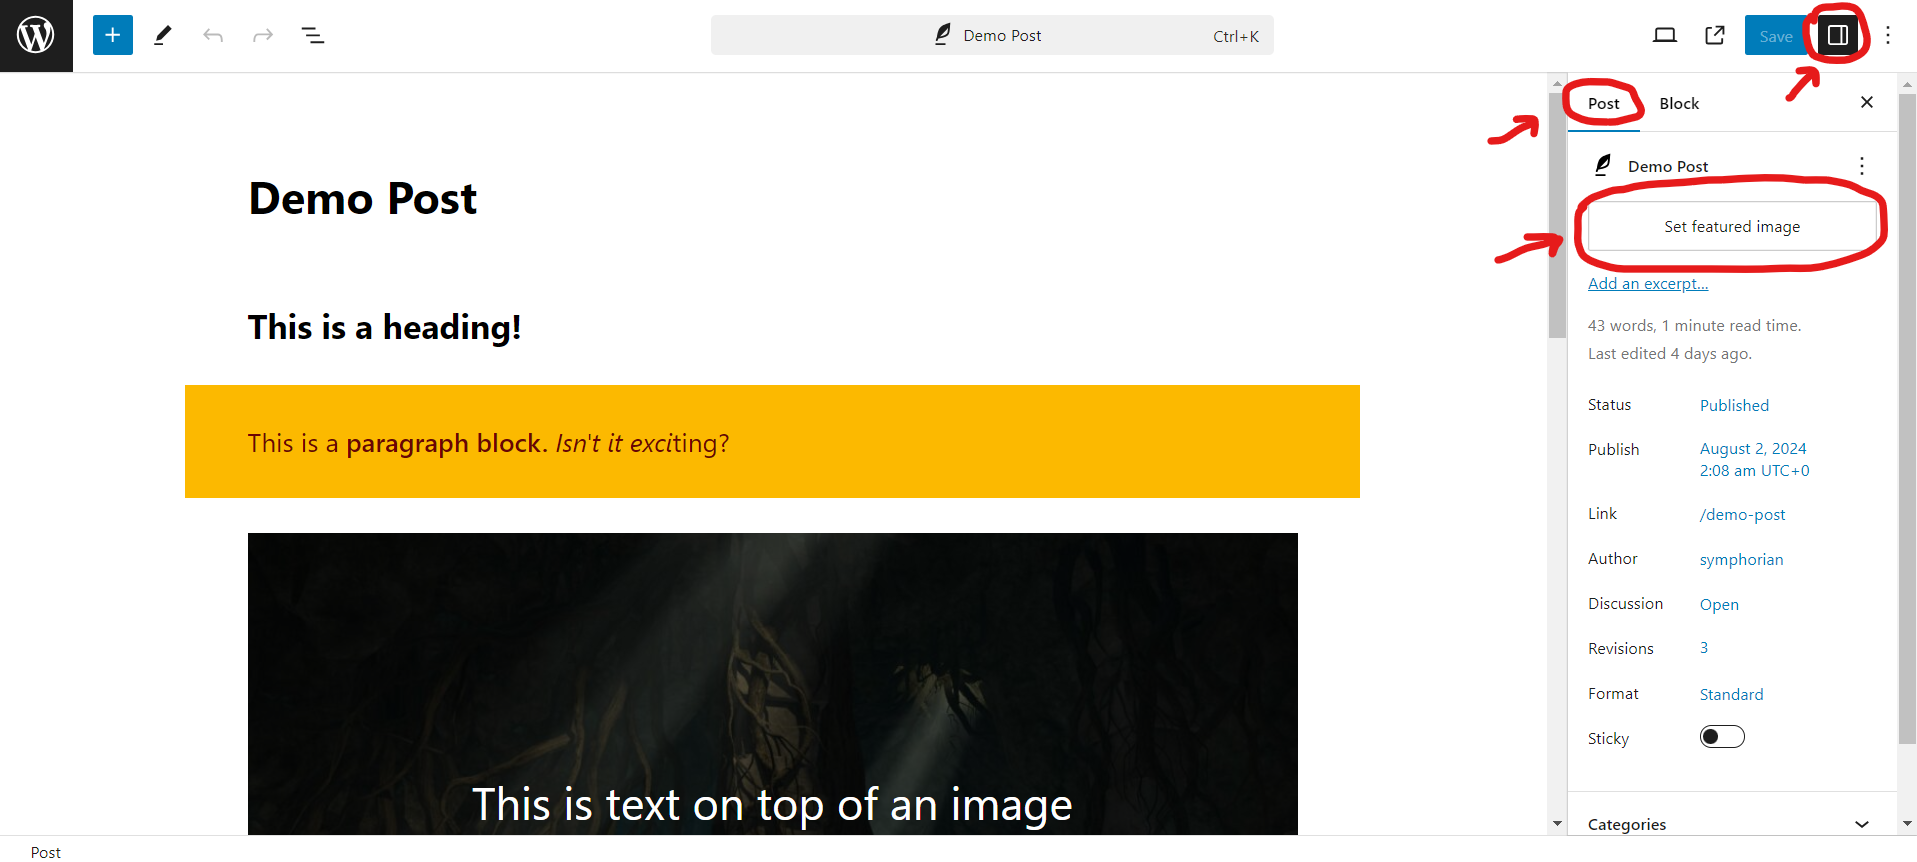 Demo Post
Ctrl+K
Save
Post
Block
Demo Post
Set featured image
Add an excerpt...
43 words, 1 minute read time.
Last edited 4 days ago.
Status
Published
Publish
August 2, 2024
2:08 am UTC+0
Link
/demo-post
Author
symphorian
Discussion
Open
Revisions
3
Format
Standard
Sticky
Categories
Demo Post
This is a heading!
This is a paragraph block. Isn't it exciting?
This is text on top of an image
Post